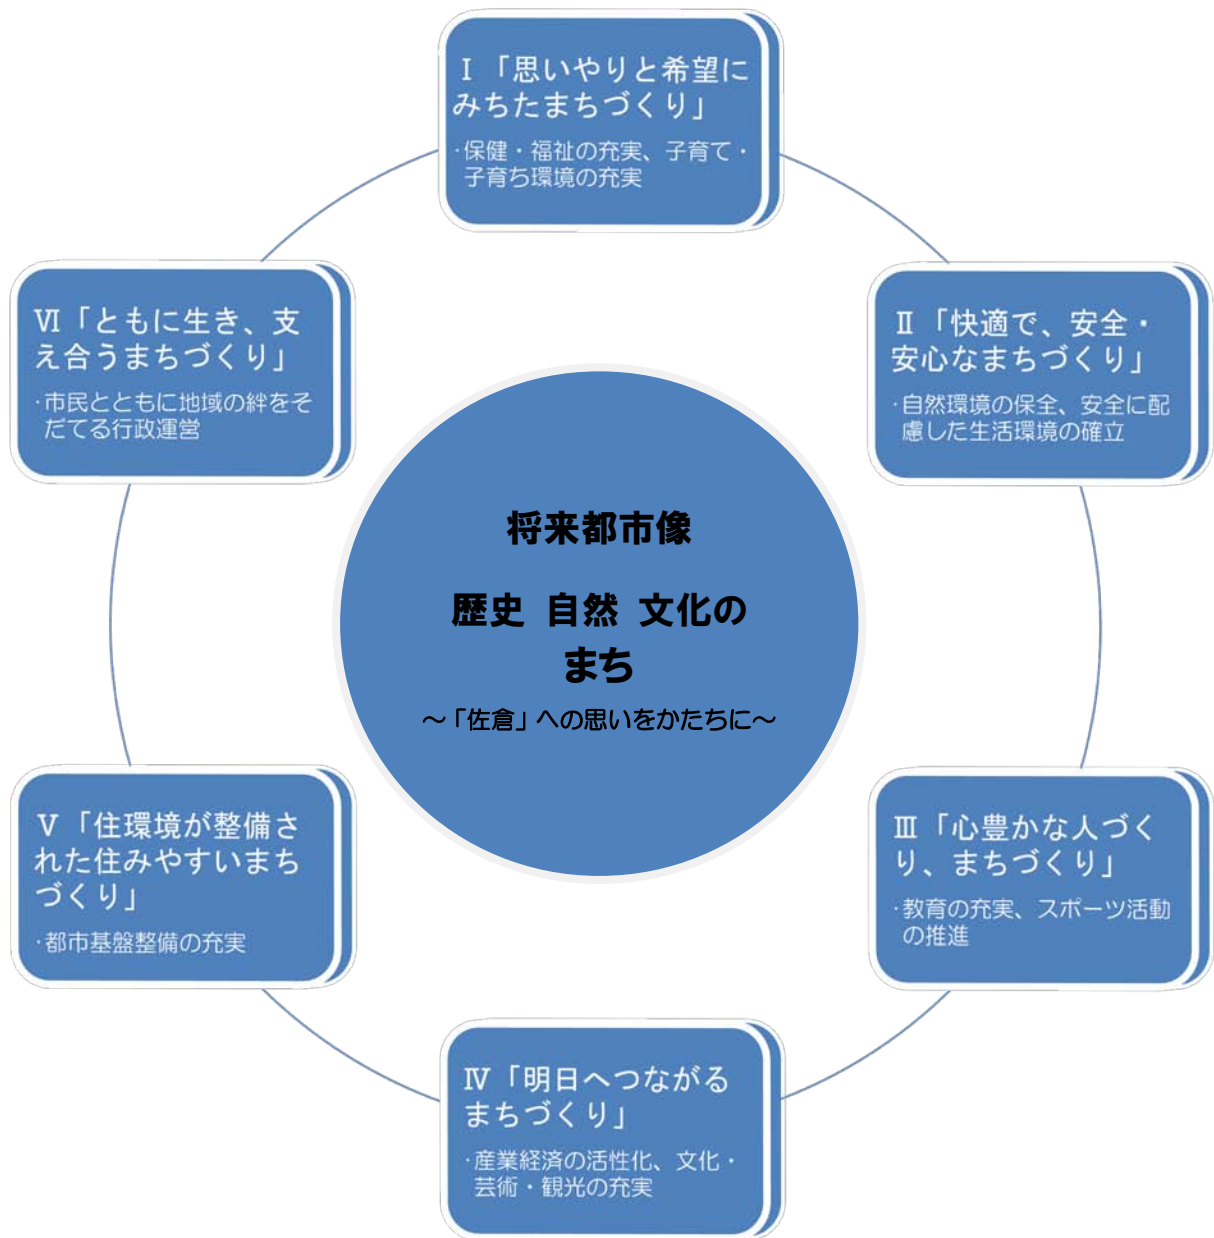 Ⅰ「思いやりと希望に
みちたまちづくり」
・保健・福祉の充実、子育て・
子育ち環境の充実
Ⅱ「快適で、安全・
安心なまちづくり」
・自然環境の保全、安全に配
慮した生活環境の確立
Ⅲ「心豊かな人づく
り、まちづくり」
・教育の充実、スポーツ活動
の推進
Ⅳ「明日へつながる
まちづくり」
・産業経済の活性化、文化・
芸術・観光の充実
Ⅴ「住環境が整備さ
れた住みやすいまち
づくり」
・都市基盤整備の充実
Ⅵ「ともに生き、支
え合うまちづくり」
・市民とともに地域の絆をそ
だてる行政運営
将来都市像
歴史 自然 文化の
まち
～「佐倉」への思いをかたちに～